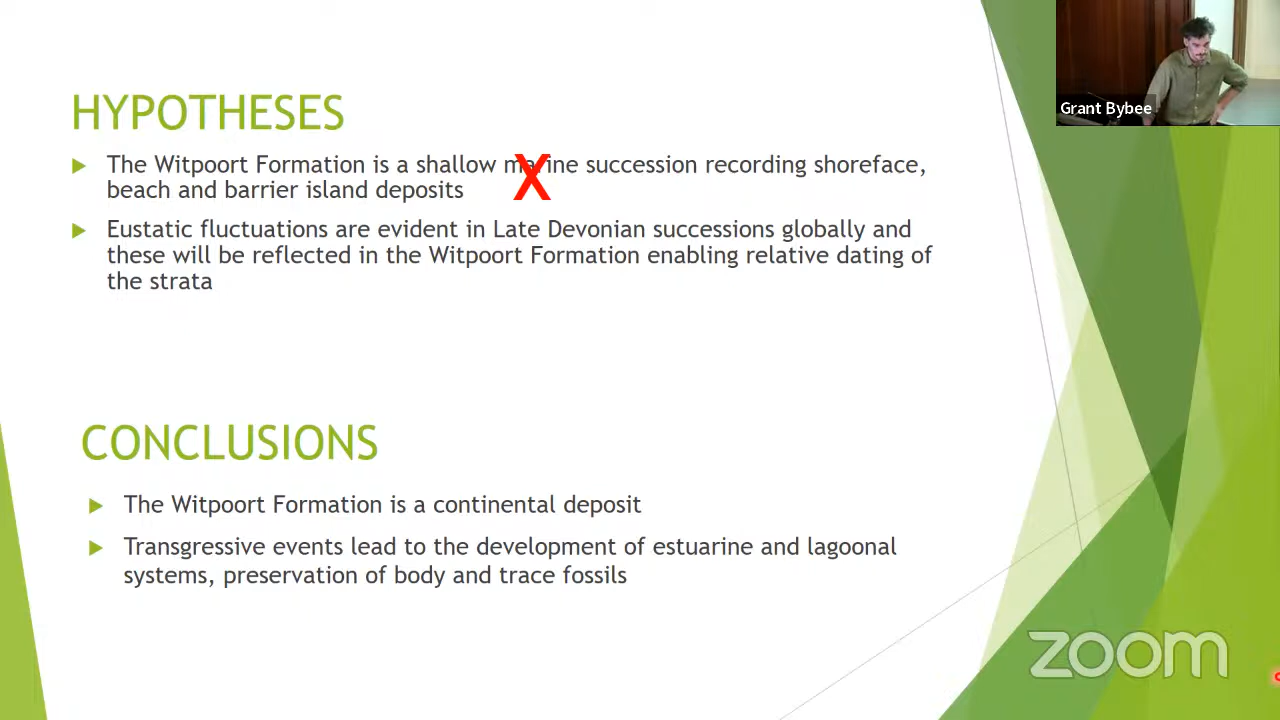 Grant Bybee
HYPOTHESES
The Witpoort Formation is a shallow marine succession recording shoreface,
beach and barrier island deposits
X
Eustatic fluctuations are evident in Late Devonian successions globally and
these will be reflected in the Witpoort Formation enabling relative dating of
the strata
CONCLUSIONS
The Witpoort Formation is a continental deposit
Transgressive events lead to the development of estuarine and lagoonal
systems, preservation of body and trace fossils
zoom